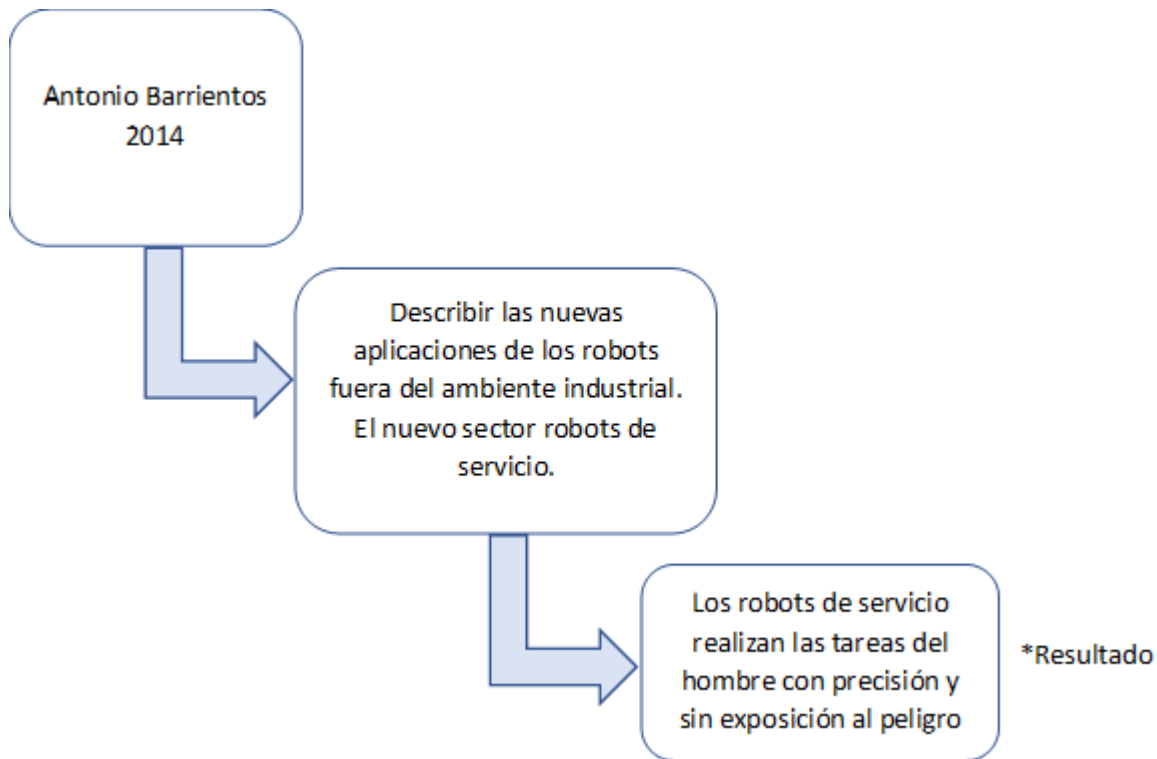 Antonio Barrientos
2014
Describir las nuevas
aplicaciones de los robots
fuera del ambiente industrial.
El nuevo sector robots de
servicio.
Los robots de servicio
realizan las tareas del
hombre con precisión y
sin exposición al peligro
*Resultado